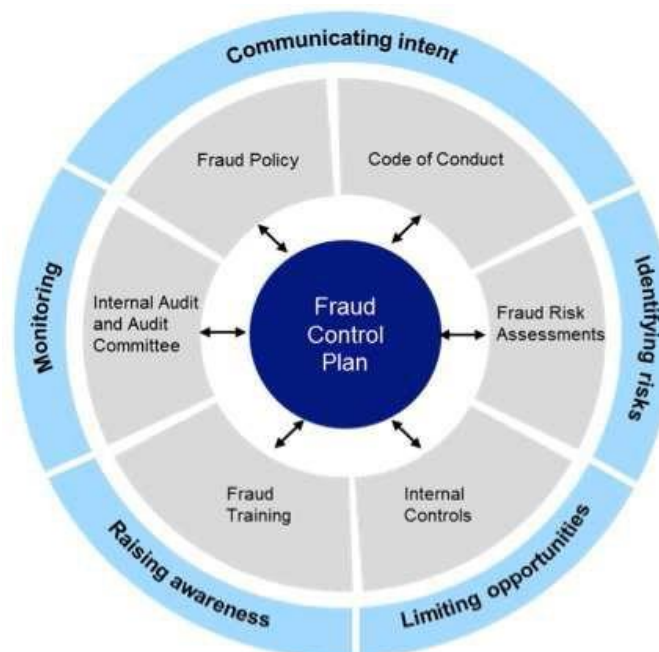 Communicating intent
Fraud Policy
Code of Conduct
Monitoring
Internal Audit
and Audit
Committee
Fraud
Control
Plan
Fraud Risk
Assessments
Identifying risks
Fraud
Training
Internal
Controls
Raising awareness
Limiting opportunities